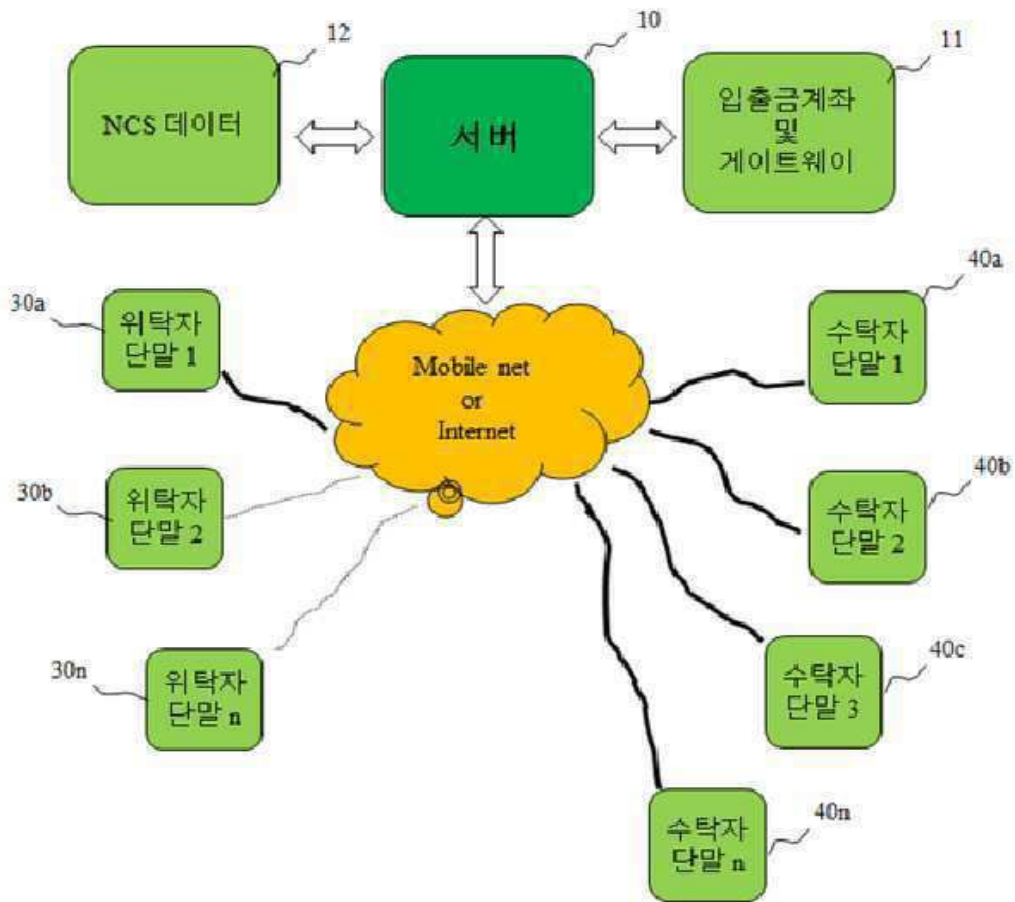 12
10
11
NCS 데이터
서버
입출금계좌
및
게이트웨이
30a
위탁자
단말 1
Mobile net
or
Internet
40a
수탁자
단말 1
30b
위탁자
단말 2
40b
수탁자
단말 2
30n
위탁자
단말 n
40c
수탁자
단말 3
40n
수탁자
단말 n